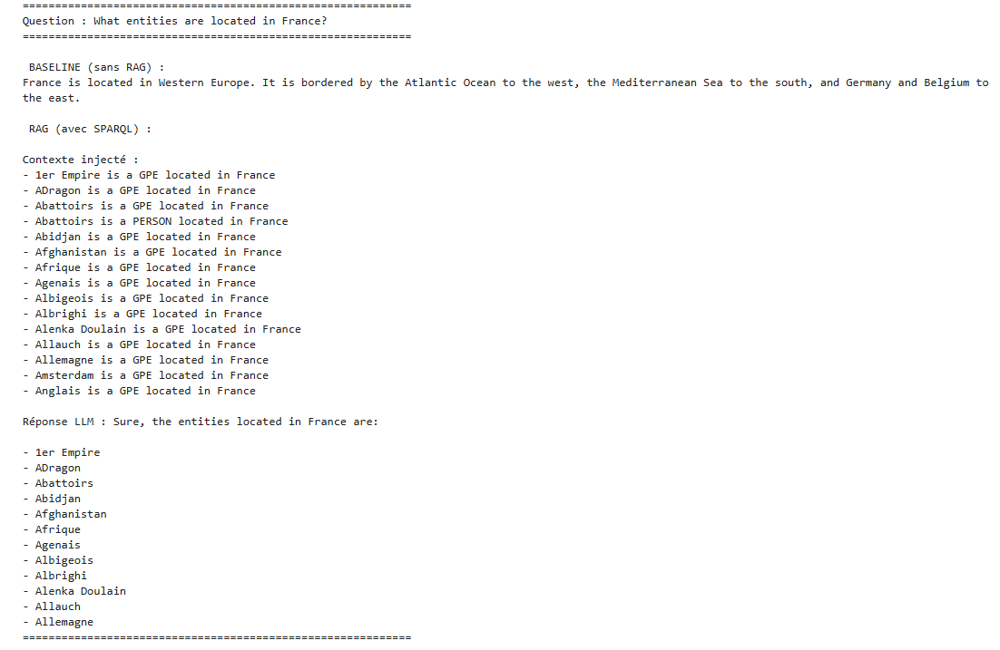 ============================================================
Question : What entities are located in France?
============================================================
BASELINE (sans RAG) :
France is located in Western Europe. It is bordered by the Atlantic Ocean to the west, the Mediterranean Sea to the south, and Germany and Belgium to
the east.
RAG (avec SPARQL) :
Contexte injecté :
- 1er Empire is a GPE located in France
- ADragon is a GPE located in France
- Abattoirs is a GPE located in France
- Abattoirs is a PERSON located in France
- Abidjan is a GPE located in France
- Afghanistan is a GPE located in France
- Afrique is a GPE located in France
- Agenais is a GPE located in France
- Albigeois is a GPE located in France
- Albrighi is a GPE located in France
- Alenka Doulain is a GPE located in France
- Allauch is a GPE located in France
- Allemagne is a GPE located in France
- Amsterdam is a GPE located in France
- Anglais is a GPE located in France
Réponse LLM : Sure, the entities located in France are:
- 1er Empire
- ADragon
- Abattoirs
- Abidjan
- Afghanistan
- Afrique
- Agenais
- Albigeois
- Albrighi
- Alenka Doulain
- Allauch
- Allemagne
============================================================